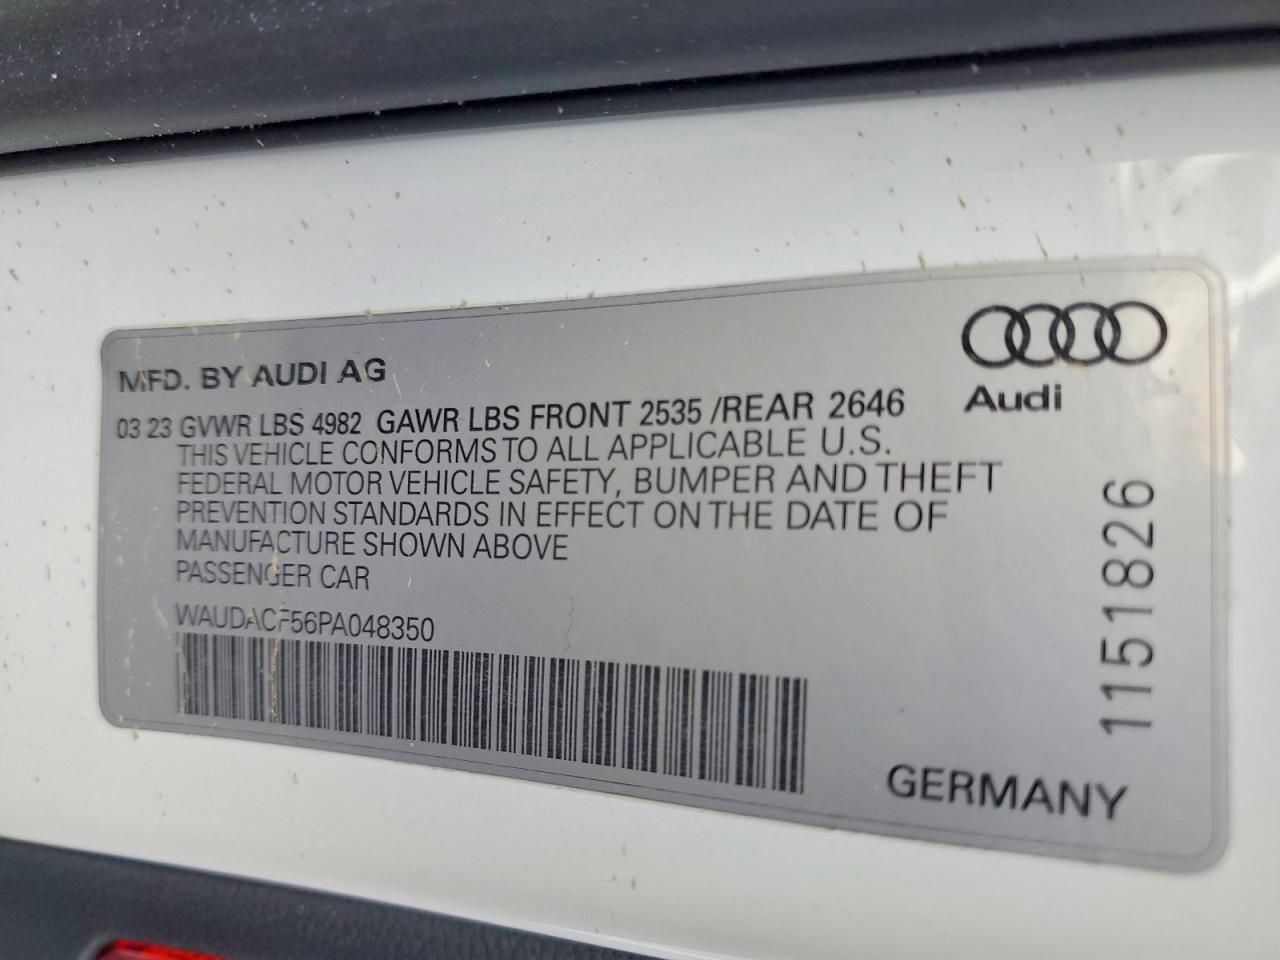 MFD. BY AUDI AG
Audi
03 23 GVWR LBS 4982 GAWR LBS FRONT 2535 /REAR 2646
THIS VEHICLE CONFORMS TO ALL APPLICABLE U.S.
FEDERAL MOTOR VEHICLE SAFETY, BUMPER AND THEFT
PREVENTION STANDARDS IN EFFECT ON THE DATE OF
MANUFACTURE SHOWN ABOVE
PASSENGER CAR
WAUDACF56PA048350
1151826
GERMANY